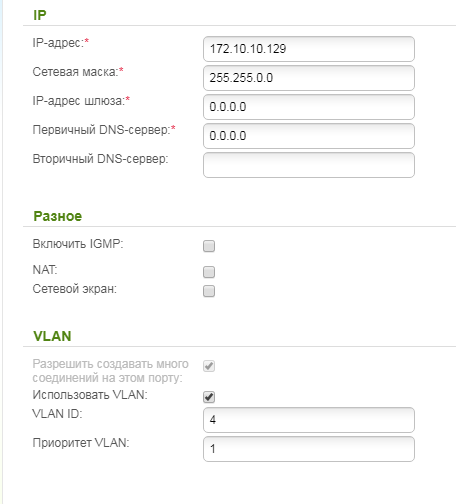 IP
IP-адрес:* 172.10.10.129
Сетевая маска:* 255.255.0.0
IP-адрес шлюза:* 0.0.0.0
Первичный DNS-сервер:* 0.0.0.0
Вторичный DNS-сервер:
Разное
Включить IGMP:
NAT:
Сетевой экран:
VLAN
Разрешить создавать много
соединений на этом порту:
Использовать VLAN:
VLAN ID: 4
Приоритет VLAN: 1